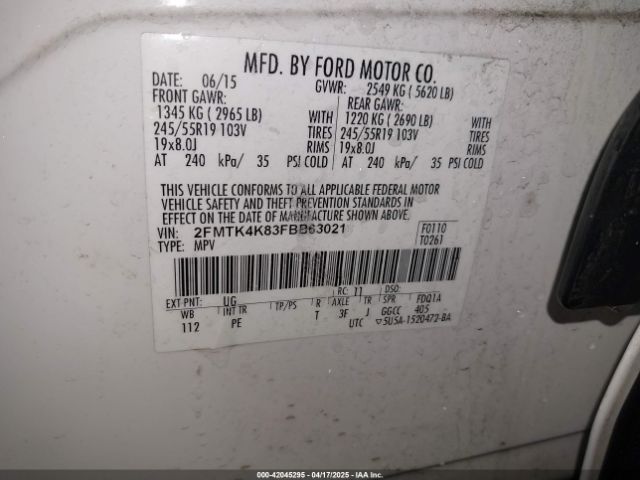 MFD. BY FORD MOTOR CO.
DATE: 06/15 GVWR: 2549 KG ( 5620 LB)
FRONT GAWR: REAR GAWR:
1345 KG ( 2965 LB) WITH 1220 KG ( 2690 LB) WITH
245/55R19 103V TIRES 245/55R19 103V TIRES
19x8.0J RIMS 19x8.0J RIMS
AT 240 kPa/ 35 PSI COLD AT 240 kPa/ 35 PSI COLD
THIS VEHICLE CONFORMS TO ALL APPLICABLE FEDERAL MOTOR
VEHICLE SAFETY AND THEFT PREVENTION STANDARDS IN
EFFECT ON THE DATE OF MANUFACTURE SHOWN ABOVE.
VIN: 2FMTK4K83FBB63021 F0110
TYPE: MPV T0261
EXT PNT: UG RC: 11 DSO:
WB INT TR TP/PS R AXLE TR SPR FDQ1A
112 PE T 3F J GGCC 405
UTC ▽5USA-1520472-BA
000-42045295 - 04/17/2025 - IAAI.COM